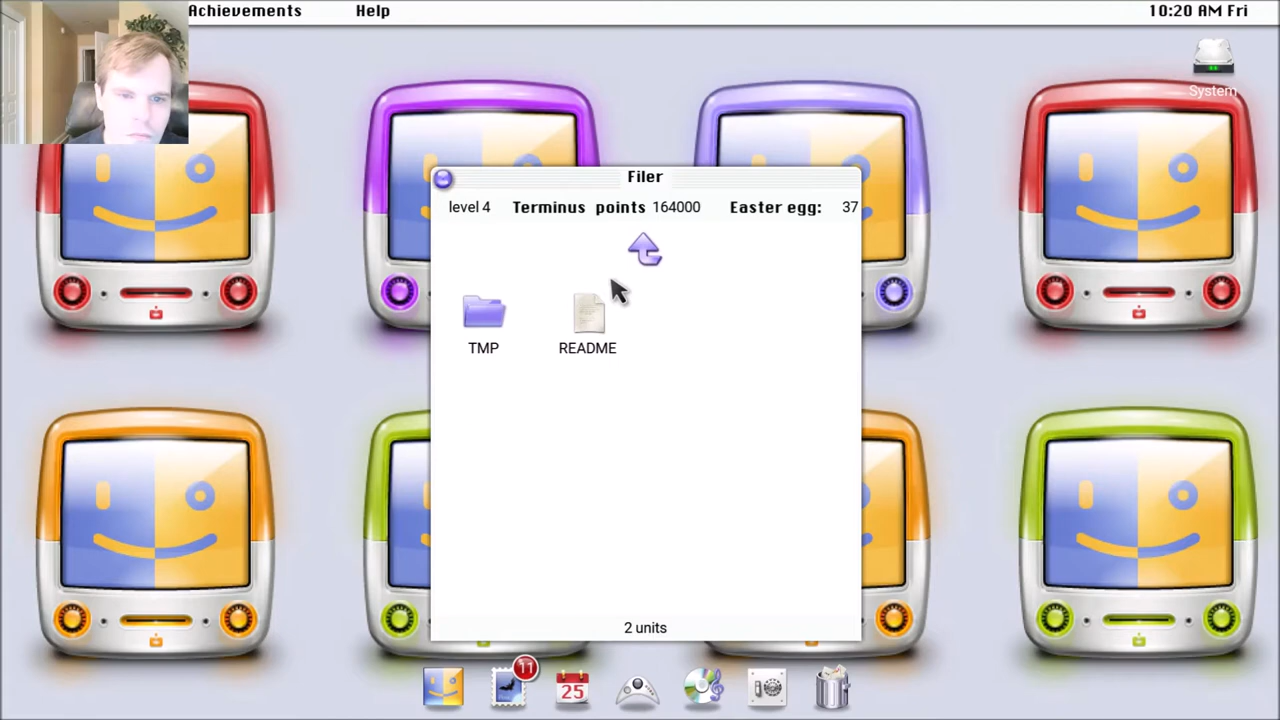 Achievements Help 10:20 AM Fri
System
Filer
level 4 Terminus points 164000 Easter egg: 37
TMP README
2 units
11
25